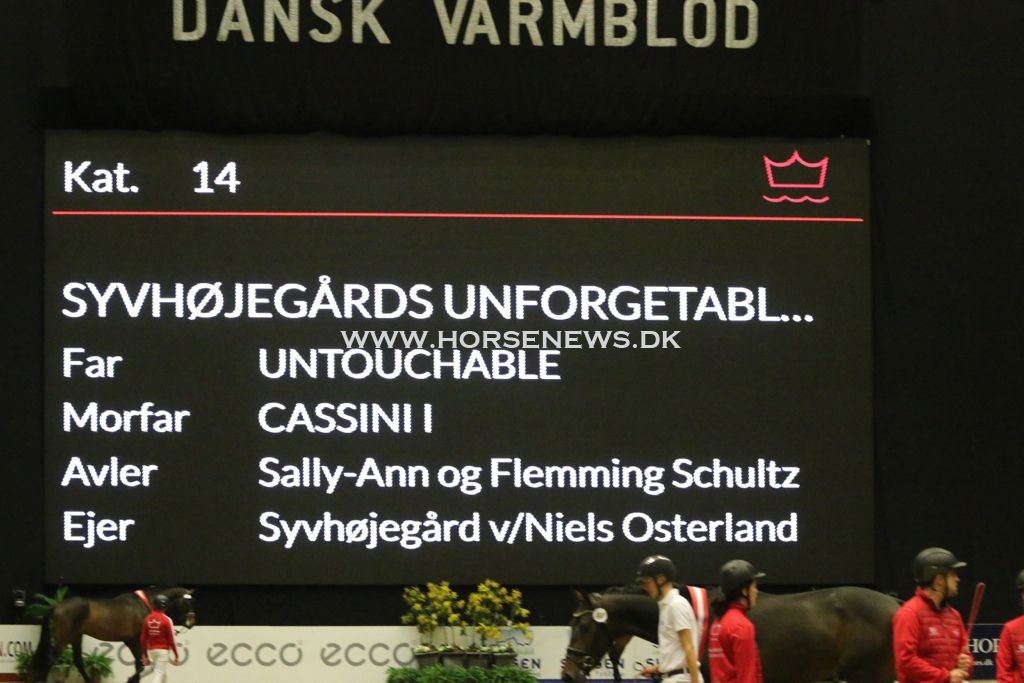 DANSK VARMBLOD
Kat. 14
SYVHØJEGÅRDS UNFORGETABL...
WWW.HORSENEWS.DK
Far UNTOUCHABLE
Morfar CASSINI I
Avler Sally-Ann og Flemming Schultz
Ejer Syvhøjegård v/Niels Osterland
ecco ecco ecco